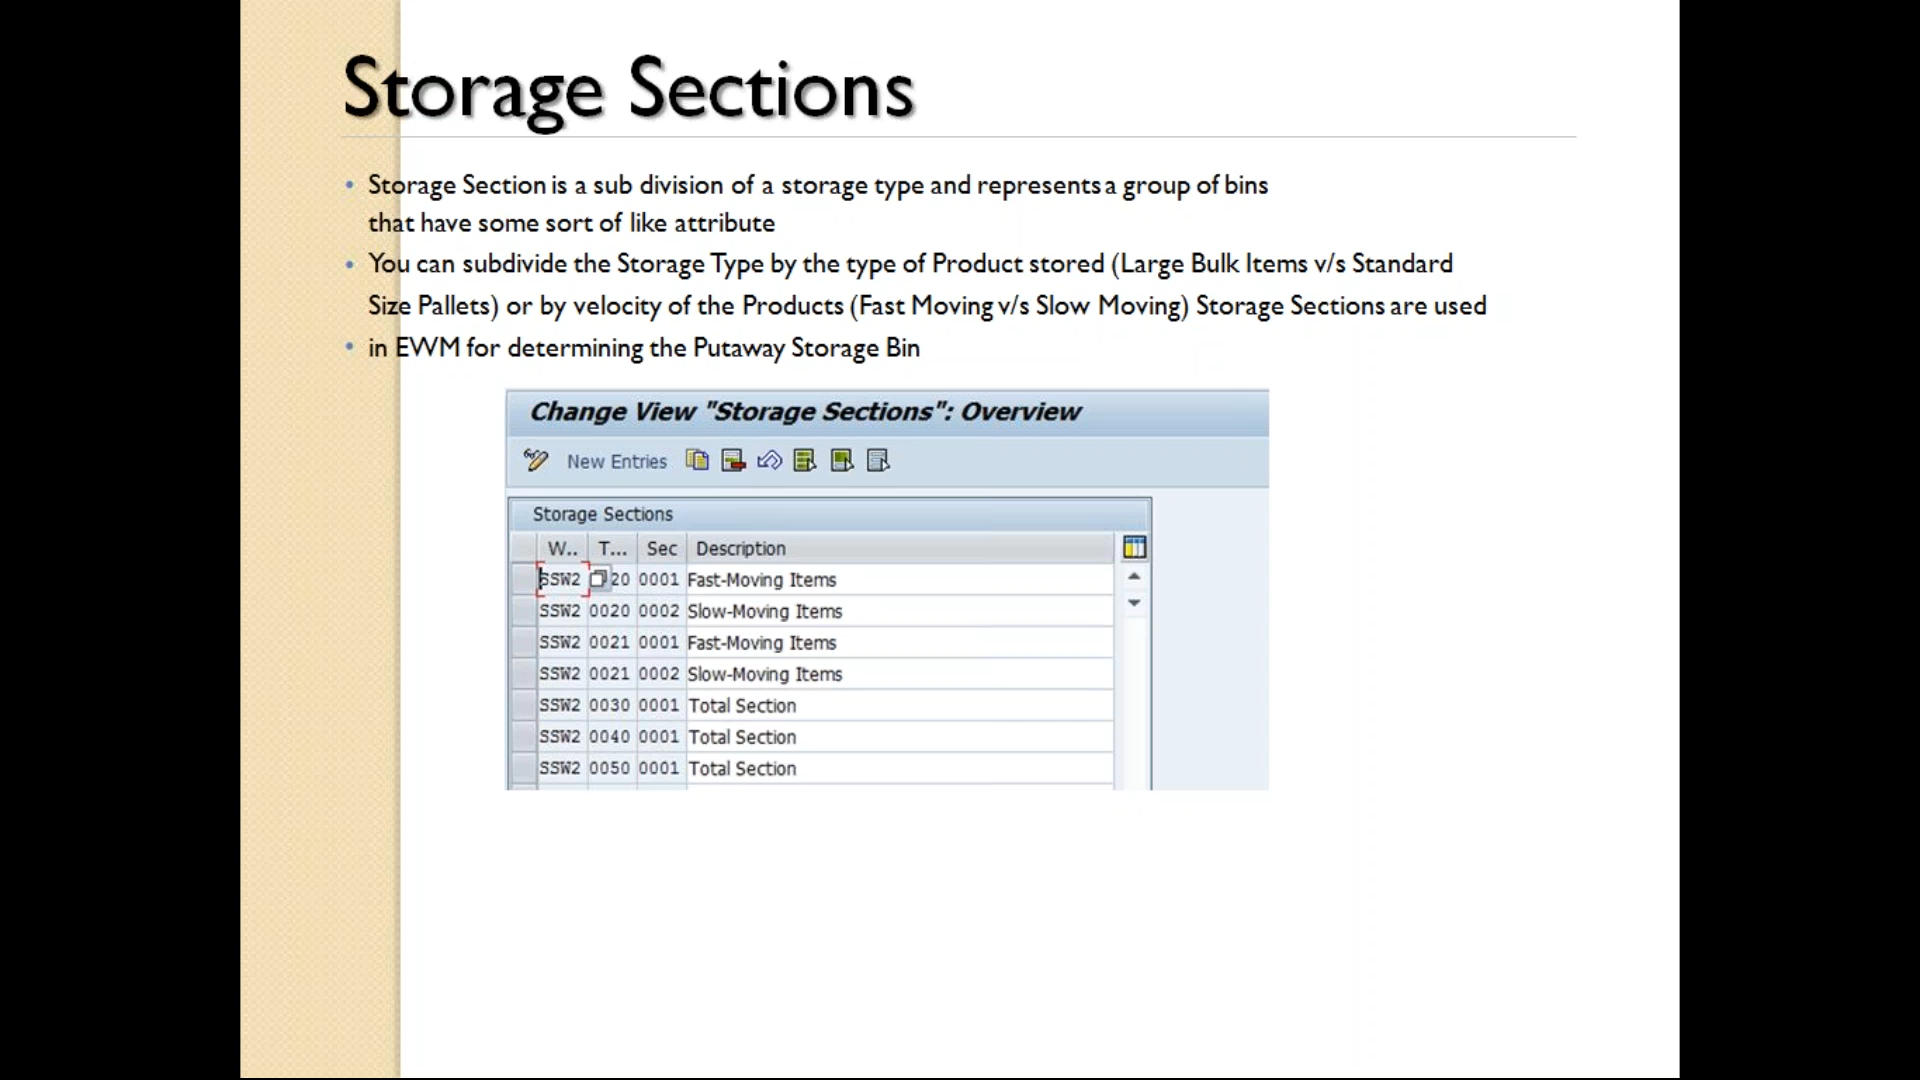 Storage Sections
• Storage Section is a sub division of a storage type and represents a group of bins
that have some sort of like attribute
• You can subdivide the Storage Type by the type of Product stored (Large Bulk Items v/s Standard
Size Pallets) or by velocity of the Products (Fast Moving v/s Slow Moving) Storage Sections are used
• in EWM for determining the Putaway Storage Bin
Change View "Storage Sections": Overview
New Entries
Storage Sections
W.. T... Sec Description
SSW2 20 0001 Fast-Moving Items
SSW2 0020 0002 Slow-Moving Items
SSW2 0021 0001 Fast-Moving Items
SSW2 0021 0002 Slow-Moving Items
SSW2 0030 0001 Total Section
SSW2 0040 0001 Total Section
SSW2 0050 0001 Total Section